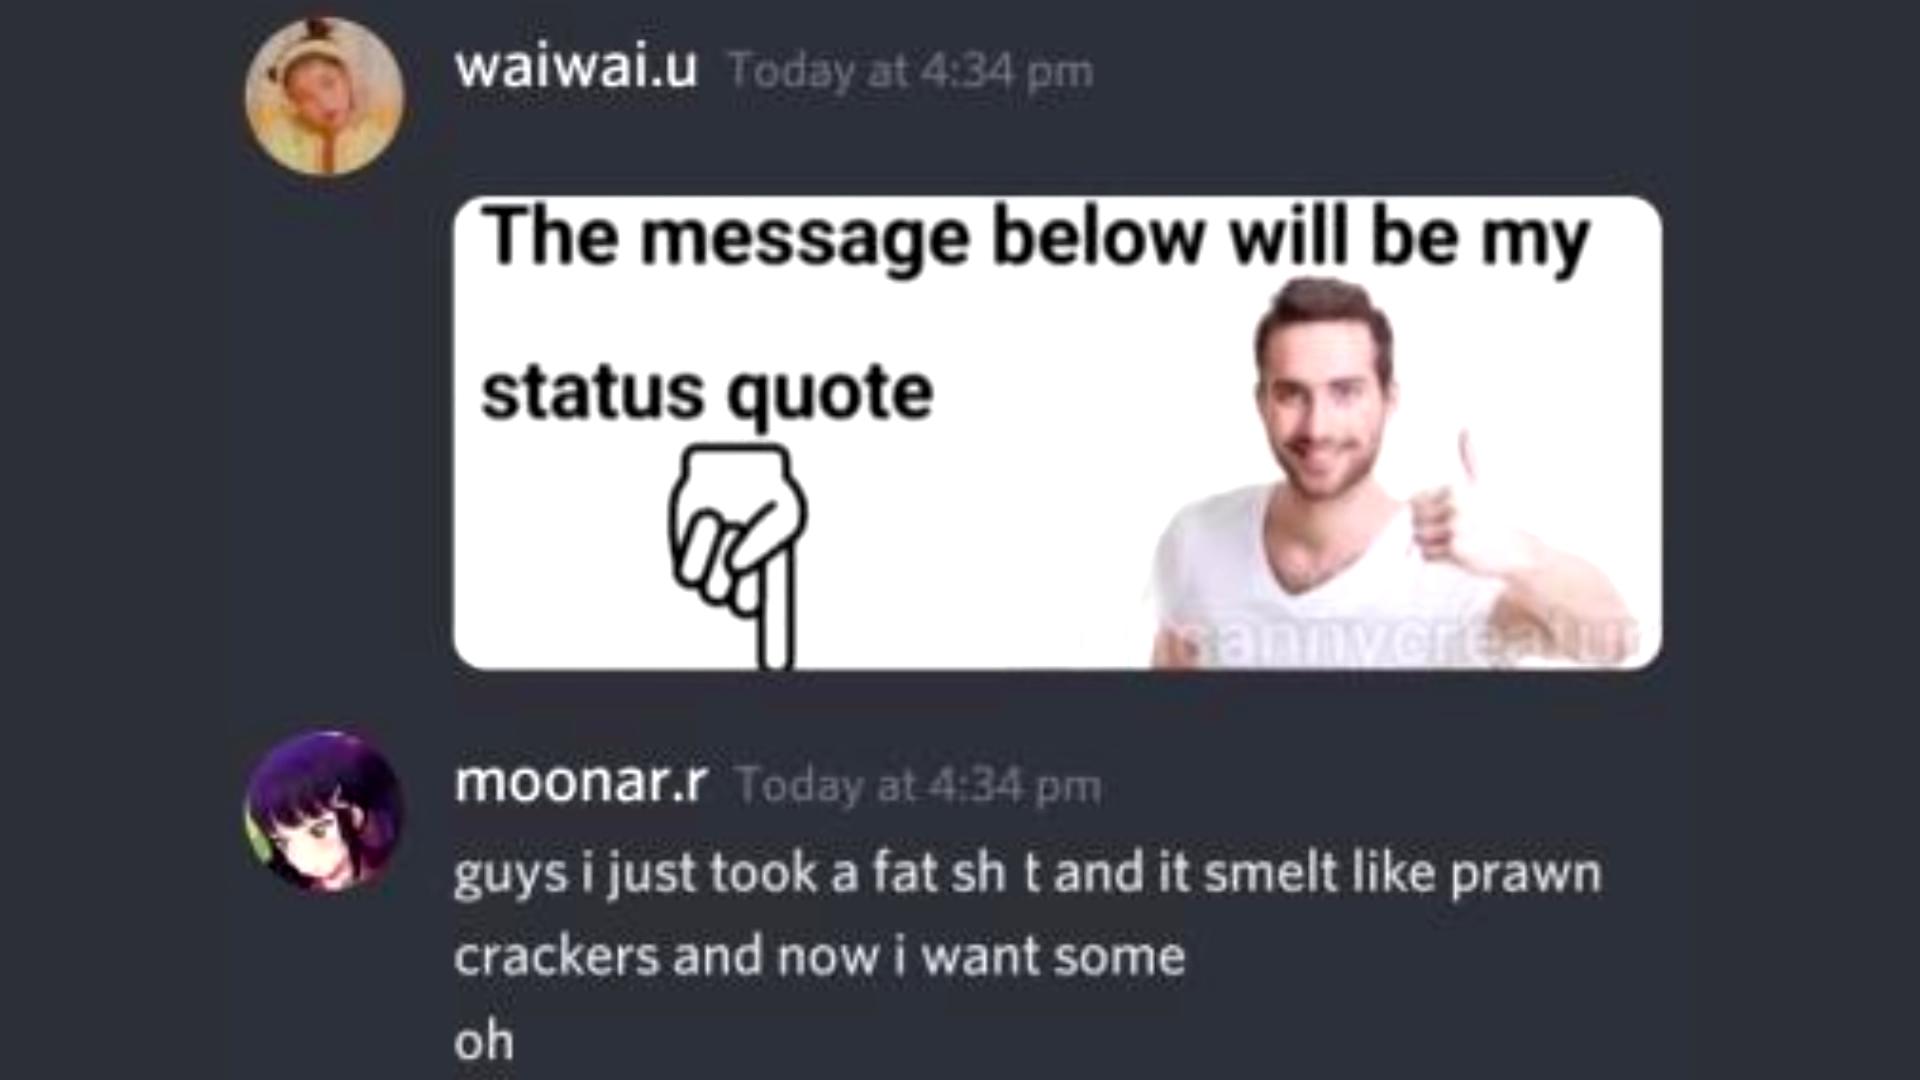 waiwai.u Today at 4:34 pm
The message below will be my
status quote
moonar.r Today at 4:34 pm
guys i just took a fat sh t and it smelt like prawn
crackers and now i want some
oh